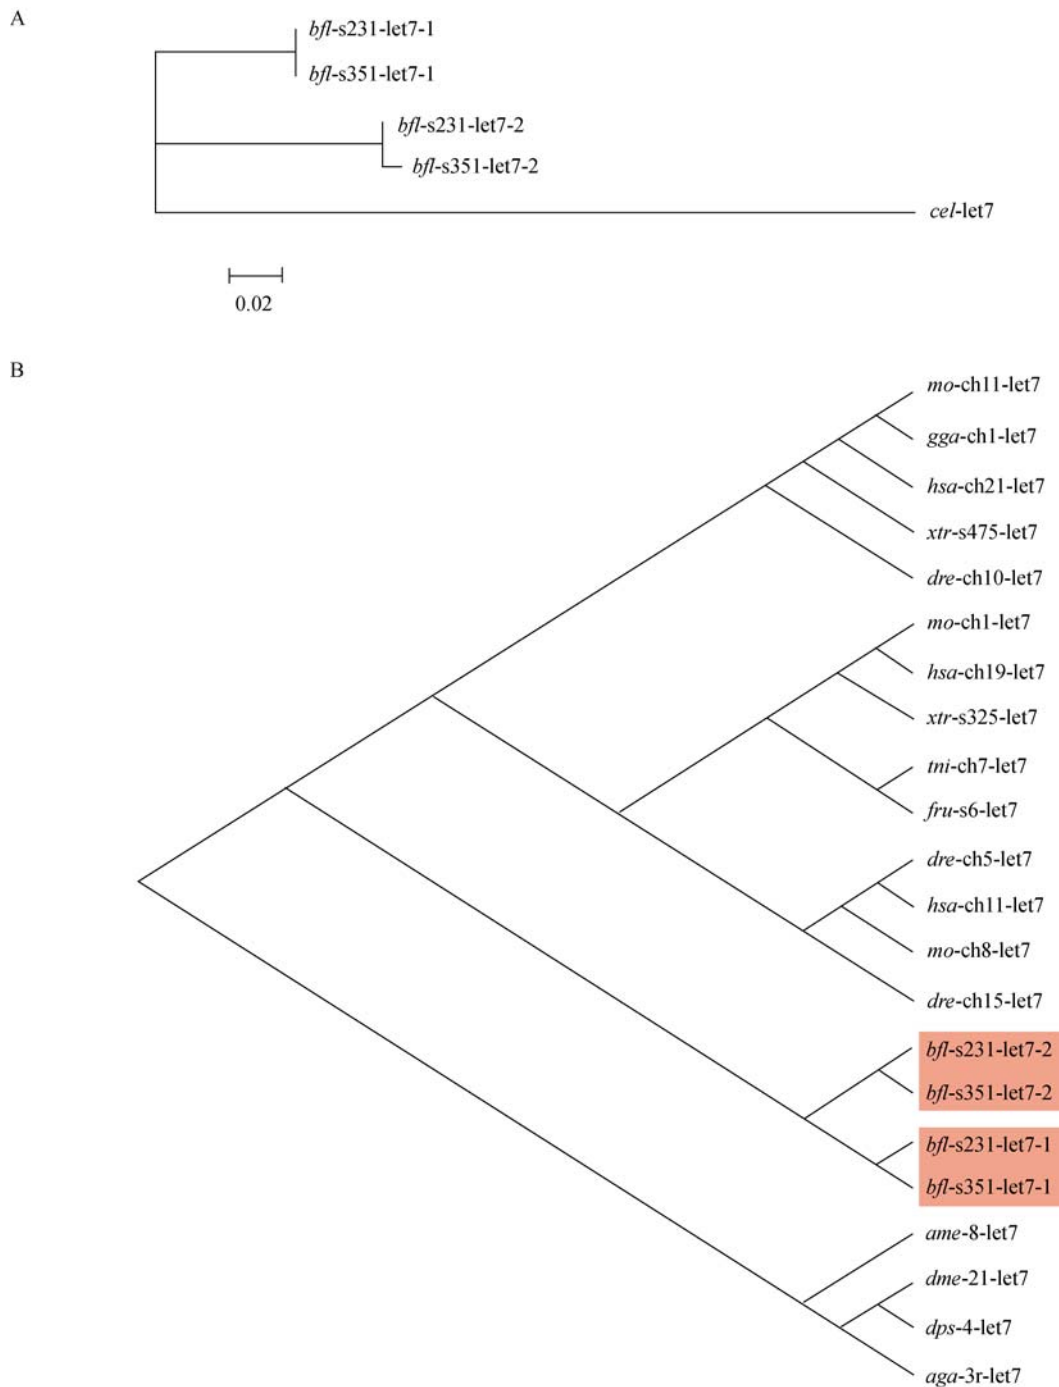 A
bfl-s231-let7-1
bfl-s351-let7-1
bfl-s231-let7-2
bfl-s351-let7-2
cel-let7
0.02
B
mo-ch11-let7
gga-ch1-let7
hsa-ch21-let7
xtr-s475-let7
dre-ch10-let7
mo-ch1-let7
hsa-ch19-let7
xtr-s325-let7
tni-ch7-let7
fru-s6-let7
dre-ch5-let7
hsa-ch11-let7
mo-ch8-let7
dre-ch15-let7
bfl-s231-let7-2
bfl-s351-let7-2
bfl-s231-let7-1
bfl-s351-let7-1
ame-8-let7
dme-21-let7
dps-4-let7
aga-3r-let7